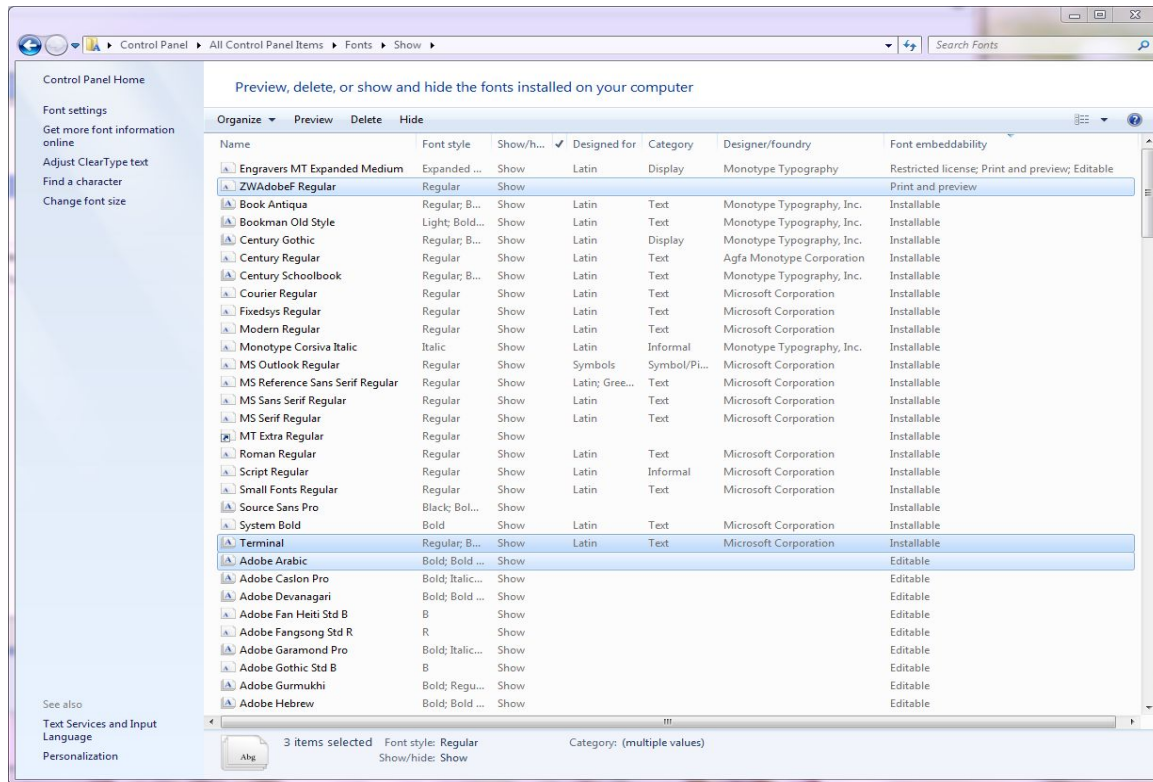 Control Panel ▸ All Control Panel Items ▸ Fonts ▸ Show ▸ Search Fonts
Control Panel Home
Font settings
Get more font information
online
Adjust ClearType text
Find a character
Change font size
See also
Text Services and Input
Language
Personalization
Preview, delete, or show and hide the fonts installed on your computer
Organize Preview Delete Hide
Name Font style Show/h... Designed for Category Designer/foundry Font embeddability
Engravers MT Expanded Medium Expanded ... Show Latin Display Monotype Typography Restricted license; Print and preview; Editable
ZWAdobeF Regular Regular Show Print and preview
Book Antiqua Regular; B... Show Latin Text Monotype Typography, Inc. Installable
Bookman Old Style Light; Bold... Show Latin Text Monotype Typography, Inc. Installable
Century Gothic Regular; B... Show Latin Display Monotype Typography, Inc. Installable
Century Regular Regular Show Latin Text Agfa Monotype Corporation Installable
Century Schoolbook Regular; B... Show Latin Text Monotype Typography, Inc. Installable
Courier Regular Regular Show Latin Text Microsoft Corporation Installable
Fixedsys Regular Regular Show Latin Text Microsoft Corporation Installable
Modern Regular Regular Show Latin Text Microsoft Corporation Installable
Monotype Corsiva Italic Italic Show Latin Informal Monotype Typography, Inc. Installable
MS Outlook Regular Regular Show Symbols Symbol/Pi... Microsoft Corporation Installable
MS Reference Sans Serif Regular Regular Show Latin; Gree... Text Microsoft Corporation Installable
MS Sans Serif Regular Regular Show Latin Text Microsoft Corporation Installable
MS Serif Regular Regular Show Latin Text Microsoft Corporation Installable
MT Extra Regular Regular Show Installable
Roman Regular Regular Show Latin Text Microsoft Corporation Installable
Script Regular Regular Show Latin Informal Microsoft Corporation Installable
Small Fonts Regular Regular Show Latin Text Microsoft Corporation Installable
Source Sans Pro Black; Bol... Show Installable
System Bold Bold Show Latin Text Microsoft Corporation Installable
Terminal Regular; B... Show Latin Text Microsoft Corporation Installable
Adobe Arabic Bold; Bold ... Show Editable
Adobe Caslon Pro Bold; Italic... Show Editable
Adobe Devanagari Bold; Bold ... Show Editable
Adobe Fan Heiti Std B B Show Editable
Adobe Fangsong Std R R Show Editable
Adobe Garamond Pro Bold; Italic... Show Editable
Adobe Gothic Std B B Show Editable
Adobe Gurmukhi Bold; Regu... Show Editable
Adobe Hebrew Bold; Bold ... Show Editable
Abg
3 items selected Font style: Regular Category: (multiple values)
Show/hide: Show